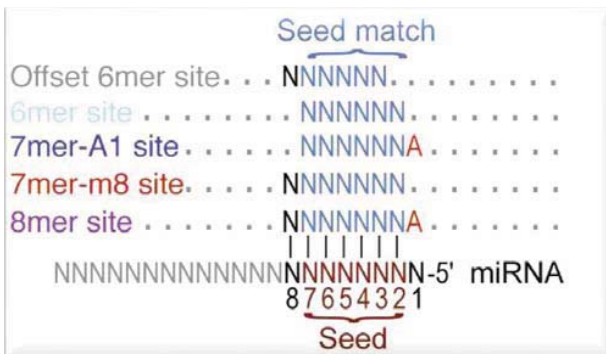 Seed match
Offset 6mer site. . . . . NNNNNN. . . . . . . . .
6mer site . . . . . . . . . NNNNNN. . . . . . . .
7mer-A1 site. . . . . . . NNNNNNA. . . . . . .
7mer-m8 site. . . . . . NNNNNNN. . . . . . . .
8mer site . . . . . . . . NNNNNNNA. . . . . . .
NNNNNNNNNNNNNNNNNNNNN-5' miRNA
87654321
Seed